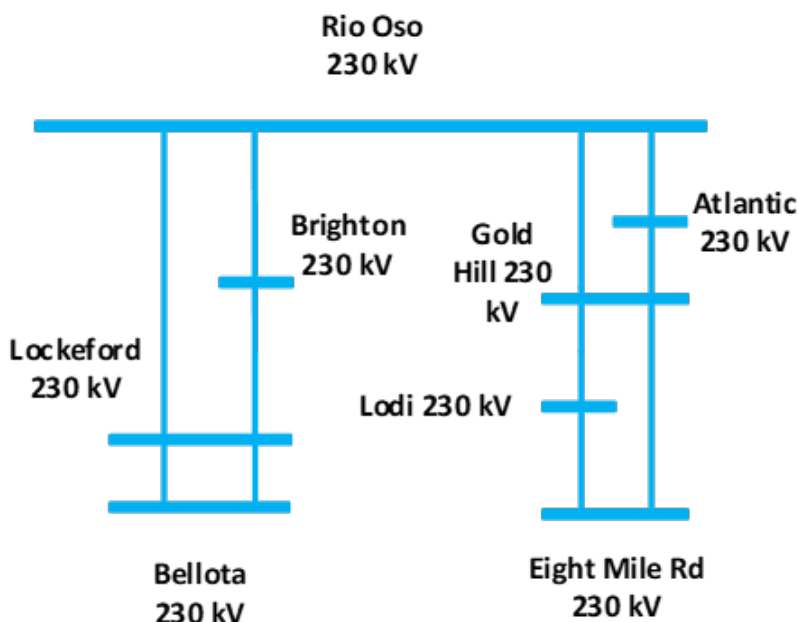 Rio Oso
230 kV
Brighton
230 kV
Gold
Hill 230
kV
Atlantic
230 kV
Lockeford
230 kV
Lodi 230 kV
Bellota
230 kV
Eight Mile Rd
230 kV